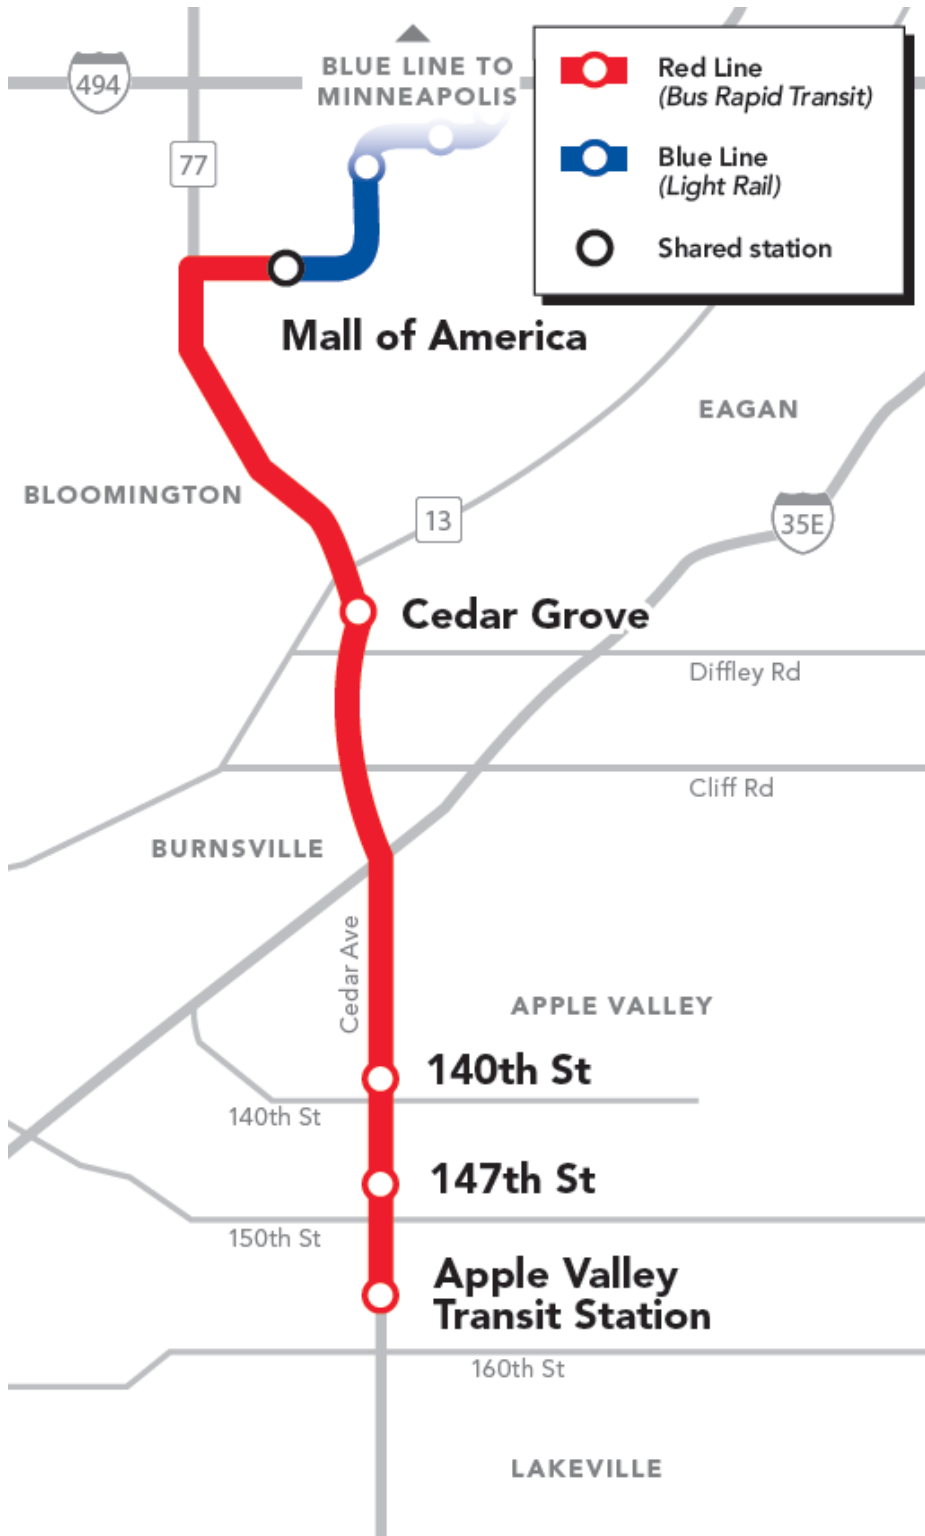 494
BLUE LINE TO
MINNEAPOLIS
Red Line
(Bus Rapid Transit)
77
Blue Line
(Light Rail)
Shared station
Mall of America
EAGAN
BLOOMINGTON
13
35E
Cedar Grove
Diffley Rd
Cliff Rd
BURNSVILLE
Cedar Ave
APPLE VALLEY
140th St
140th St
147th St
150th St
Apple Valley
Transit Station
160th St
LAKEVILLE